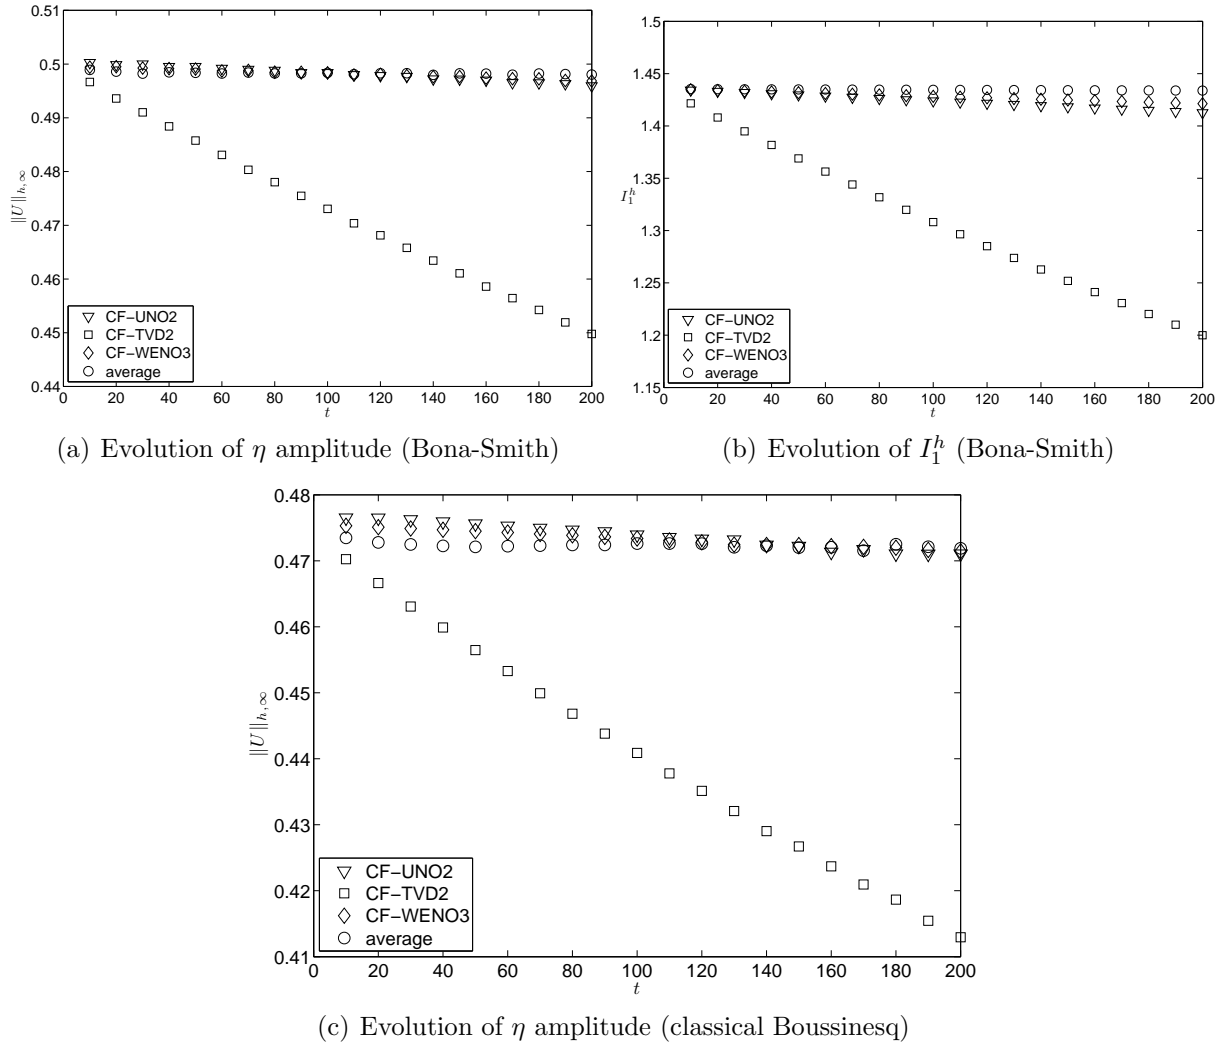 0.51
0.5
0.49
0.48
0.47
0.46
0.45
0.44
‖U‖h,∞
CF−UNO2
CF−TVD2
CF−WENO3
average
0 20 40 60 80 100 120 140 160 180 200
t
(a) Evolution of η amplitude (Bona-Smith)
1.5
1.45
1.4
1.35
1.3
1.25
1.2
1.15
I_1^h
CF−UNO2
CF−TVD2
CF−WENO3
average
0 20 40 60 80 100 120 140 160 180 200
t
(b) Evolution of I_1^h (Bona-Smith)
0.48
0.47
0.46
0.45
0.44
0.43
0.42
0.41
‖U‖h,∞
CF−UNO2
CF−TVD2
CF−WENO3
average
0 20 40 60 80 100 120 140 160 180 200
t
(c) Evolution of η amplitude (classical Boussinesq)